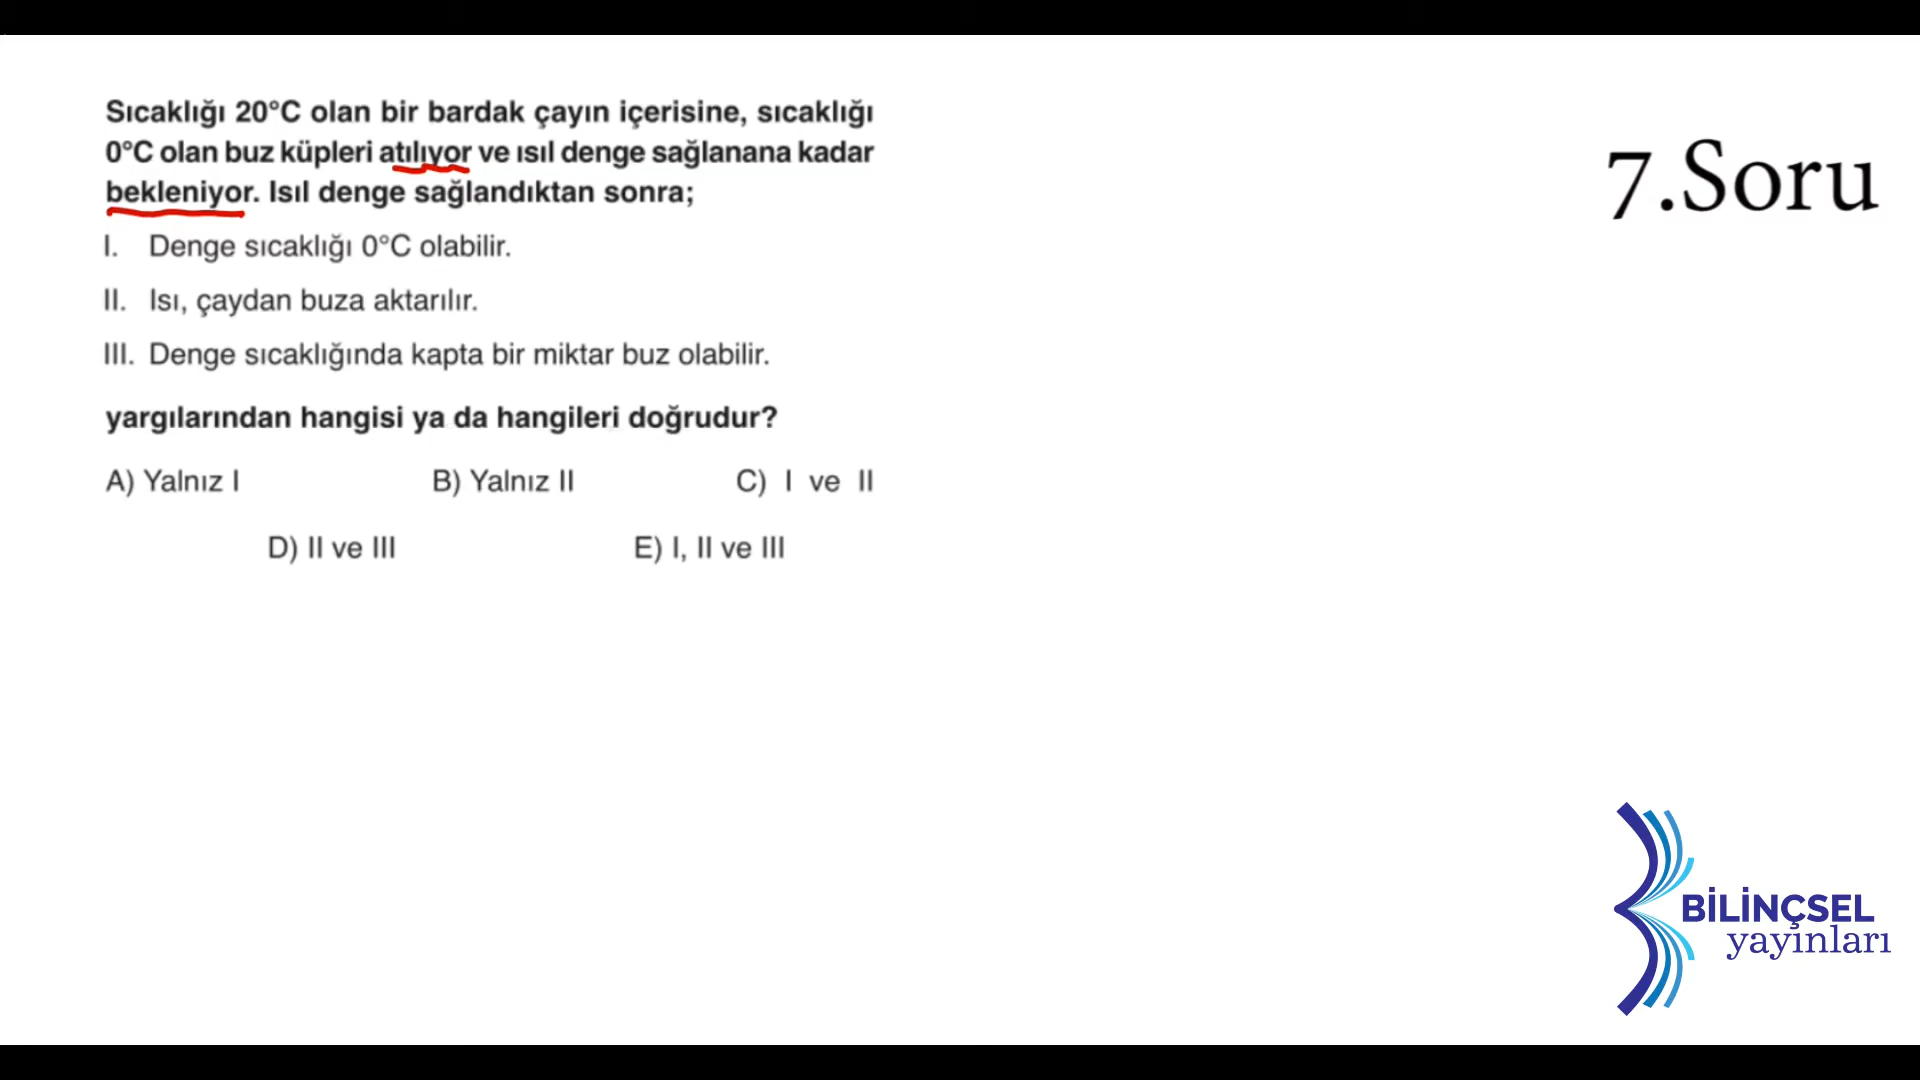 Sıcaklığı 20°C olan bir bardak çayın içerisine, sıcaklığı
0°C olan buz küpleri atılıyor ve ısıl denge sağlanana kadar
bekleniyor. Isıl denge sağlandıktan sonra;
I. Denge sıcaklığı 0°C olabilir.
II. Isı, çaydan buza aktarılır.
III. Denge sıcaklığında kapta bir miktar buz olabilir.
yargılarından hangisi ya da hangileri doğrudur?
A) Yalnız I B) Yalnız II C) I ve II
D) II ve III E) I, II ve III
7.Soru
BİLİNÇSEL
yayınları